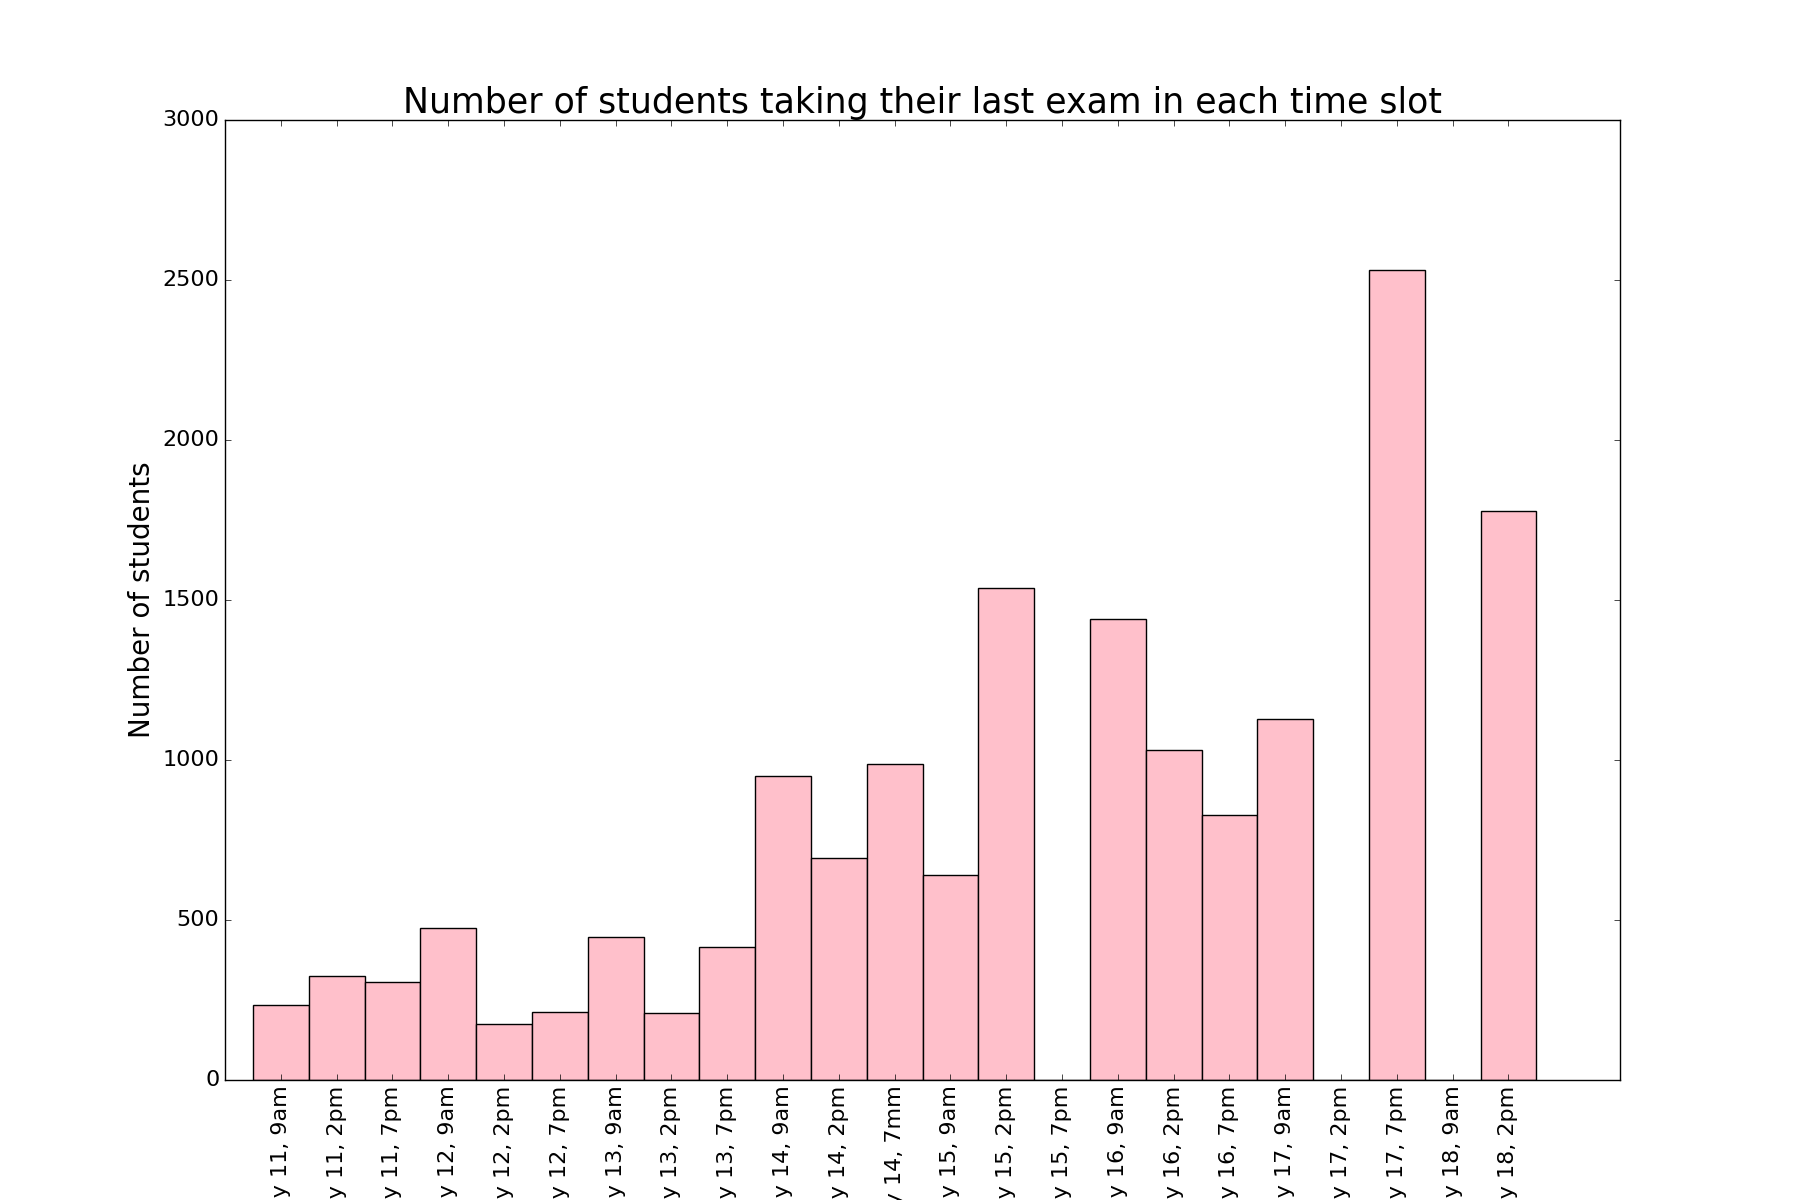 Number of students taking their last exam in each time slot
3000
2500
2000
1500
1000
500
0
Number of students
y 11, 9am
y 11, 2pm
y 11, 7pm
y 12, 9am
y 12, 2pm
y 12, 7pm
y 13, 9am
y 13, 2pm
y 13, 7pm
y 14, 9am
y 14, 2pm
y 14, 7mm
y 15, 9am
y 15, 2pm
y 15, 7pm
y 16, 9am
y 16, 2pm
y 16, 7pm
y 17, 9am
y 17, 2pm
y 17, 7pm
y 18, 9am
y 18, 2pm